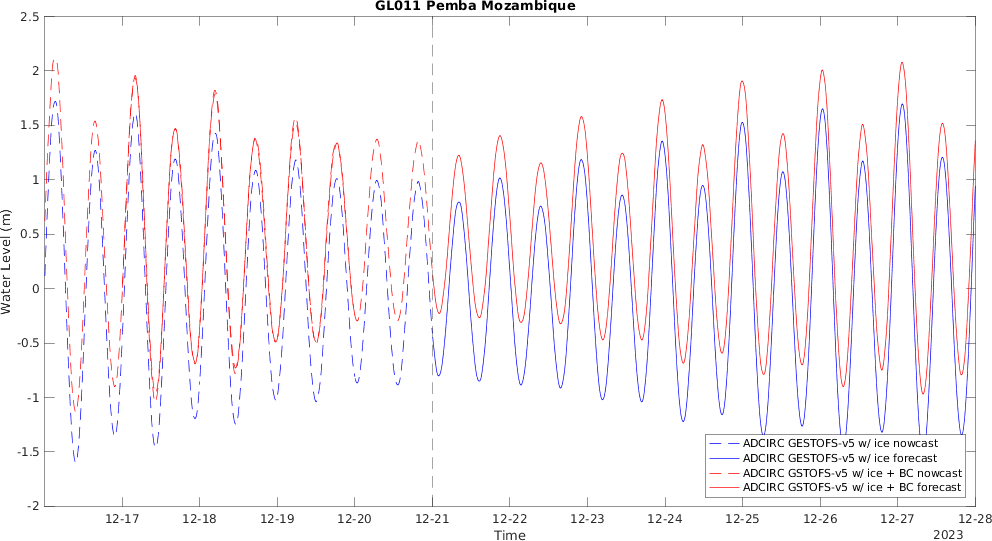 GL011 Pemba Mozambique
2.5
2
1.5
1
0.5
0
-0.5
-1
-1.5
-2
Water Level (m)
ADCIRC GESTOFS-v5 w/ ice nowcast
ADCIRC GESTOFS-v5 w/ ice forecast
ADCIRC GSTOFS-v5 w/ ice + BC nowcast
ADCIRC GSTOFS-v5 w/ ice + BC forecast
12-17 12-18 12-19 12-20 12-21 12-22 12-23 12-24 12-25 12-26 12-27 12-28
Time
2023